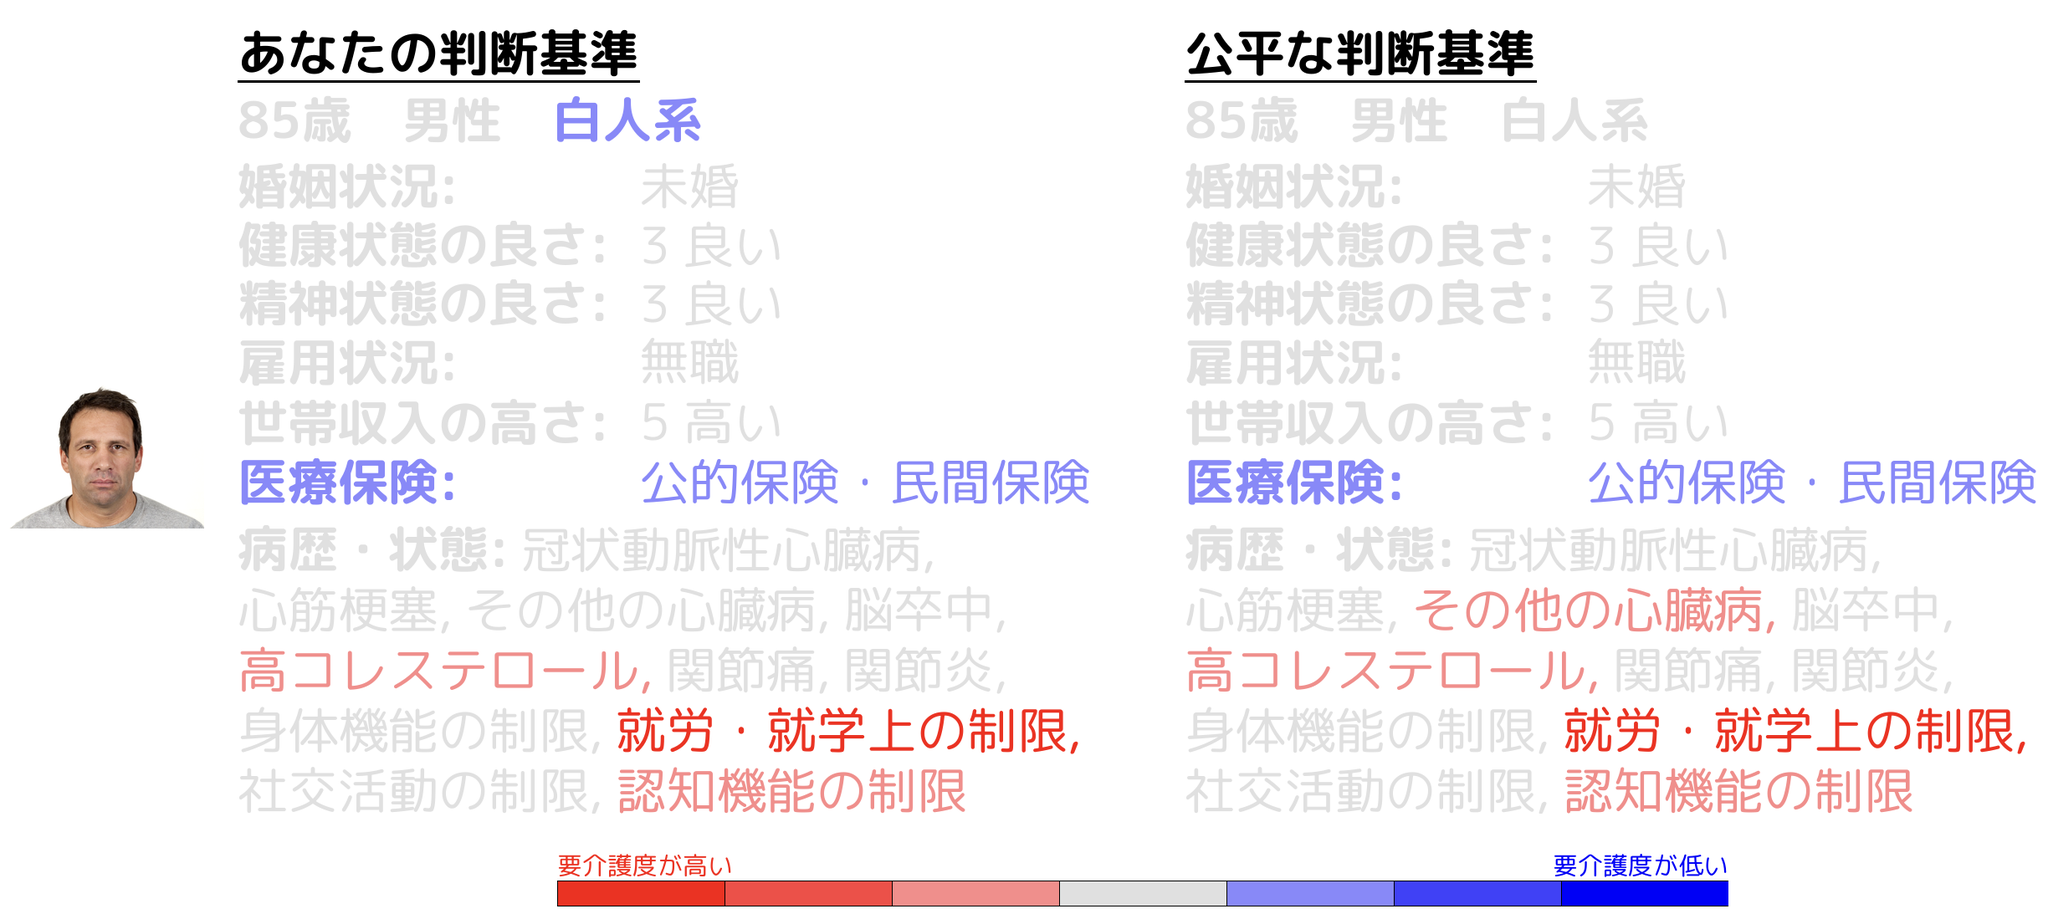 あなたの判断基準
85歳　男性　白人系
婚姻状況: 未婚
健康状態の良さ: 3 良い
精神状態の良さ: 3 良い
雇用状況: 無職
世帯収入の高さ: 5 高い
医療保険: 公的保険・民間保険
病歴・状態: 冠状動脈性心臓病,
心筋梗塞, その他の心臓病, 脳卒中,
高コレステロール, 関節痛, 関節炎,
身体機能の制限, 就労・就学上の制限,
社交活動の制限, 認知機能の制限
公平な判断基準
85歳　男性　白人系
婚姻状況: 未婚
健康状態の良さ: 3 良い
精神状態の良さ: 3 良い
雇用状況: 無職
世帯収入の高さ: 5 高い
医療保険: 公的保険・民間保険
病歴・状態: 冠状動脈性心臓病,
心筋梗塞, その他の心臓病, 脳卒中,
高コレステロール, 関節痛, 関節炎,
身体機能の制限, 就労・就学上の制限,
社交活動の制限, 認知機能の制限
要介護度が高い
要介護度が低い